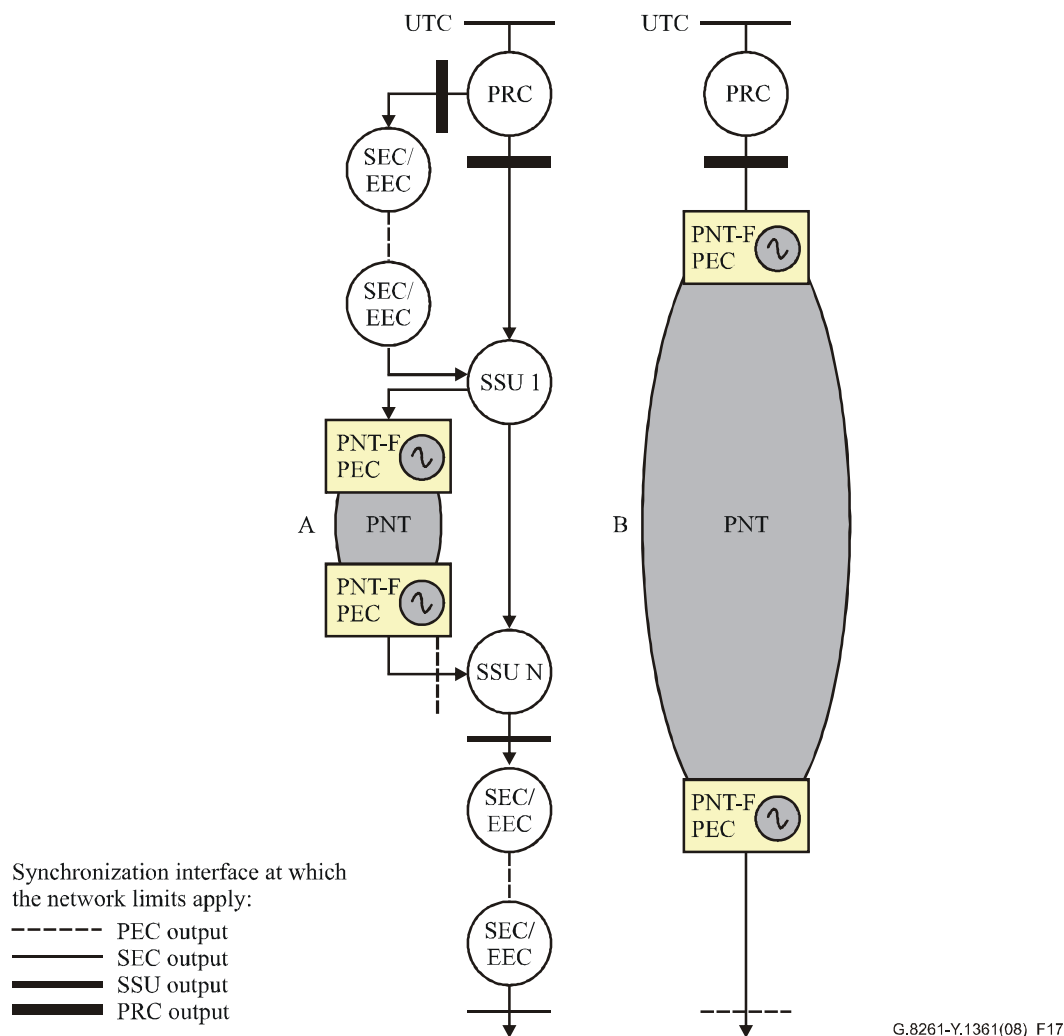 UTC
UTC
PRC
PRC
SEC/
EEC
SEC/
EEC
PNT-F
PEC
SSU 1
PNT-F
PEC
A
PNT
B
PNT
PNT-F
PEC
SSU N
SEC/
EEC
PNT-F
PEC
SEC/
EEC
Synchronization interface at which
the network limits apply:
PEC output
SEC output
SSU output
PRC output
G.8261-Y.1361(08)_F17